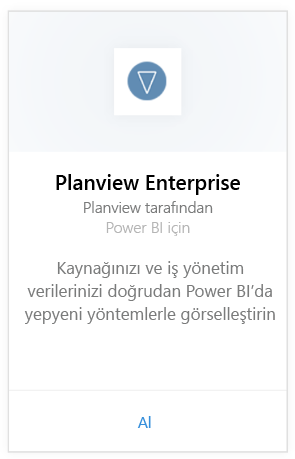 Planview Enterprise
Planview tarafından
Power BI için
Kaynağınızı ve iş yönetim
verilerinizi doğrudan Power BI’da
yepyeni yöntemlerle görselleştirin
Al